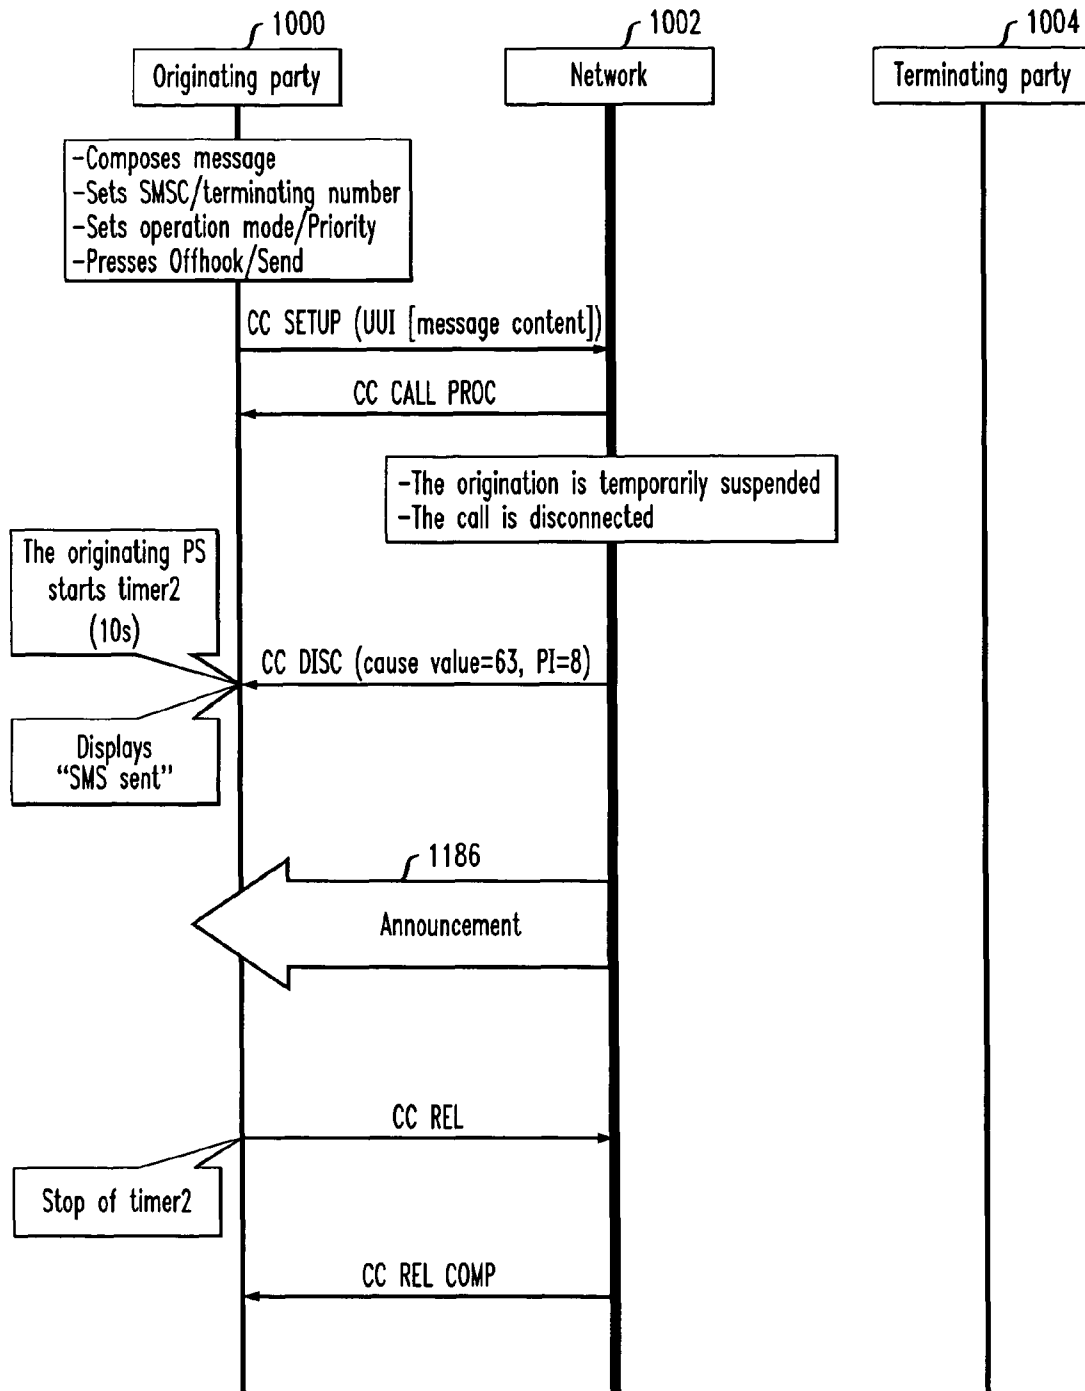 1000
1002
1004
Originating party
Network
Terminating party
-Composes message
-Sets SMSC/terminating number
-Sets operation mode/Priority
-Presses Offhook/Send
CC SETUP (UUI [message content])
CC CALL PROC
-The origination is temporarily suspended
-The call is disconnected
The originating PS
starts timer2
(10s)
CC DISC (cause value=63, PI=8)
Displays
“SMS sent”
1186
Announcement
CC REL
Stop of timer2
CC REL COMP